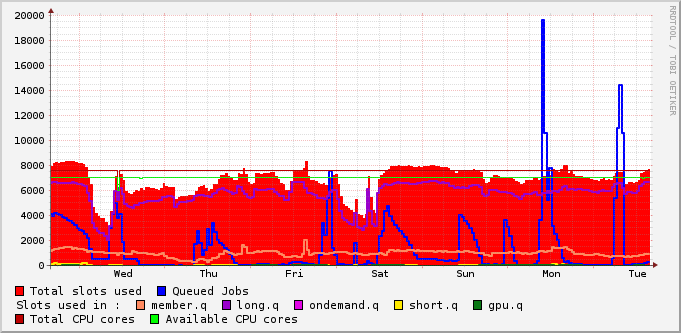 20000
18000
16000
14000
12000
10000
8000
6000
4000
2000
0
Wed Thu Fri Sat Sun Mon Tue
RRDTOOL / TOBI OETIKER
Total slots used Queued Jobs
Slots used in : member.q long.q ondemand.q short.q gpu.q
Total CPU cores Available CPU cores